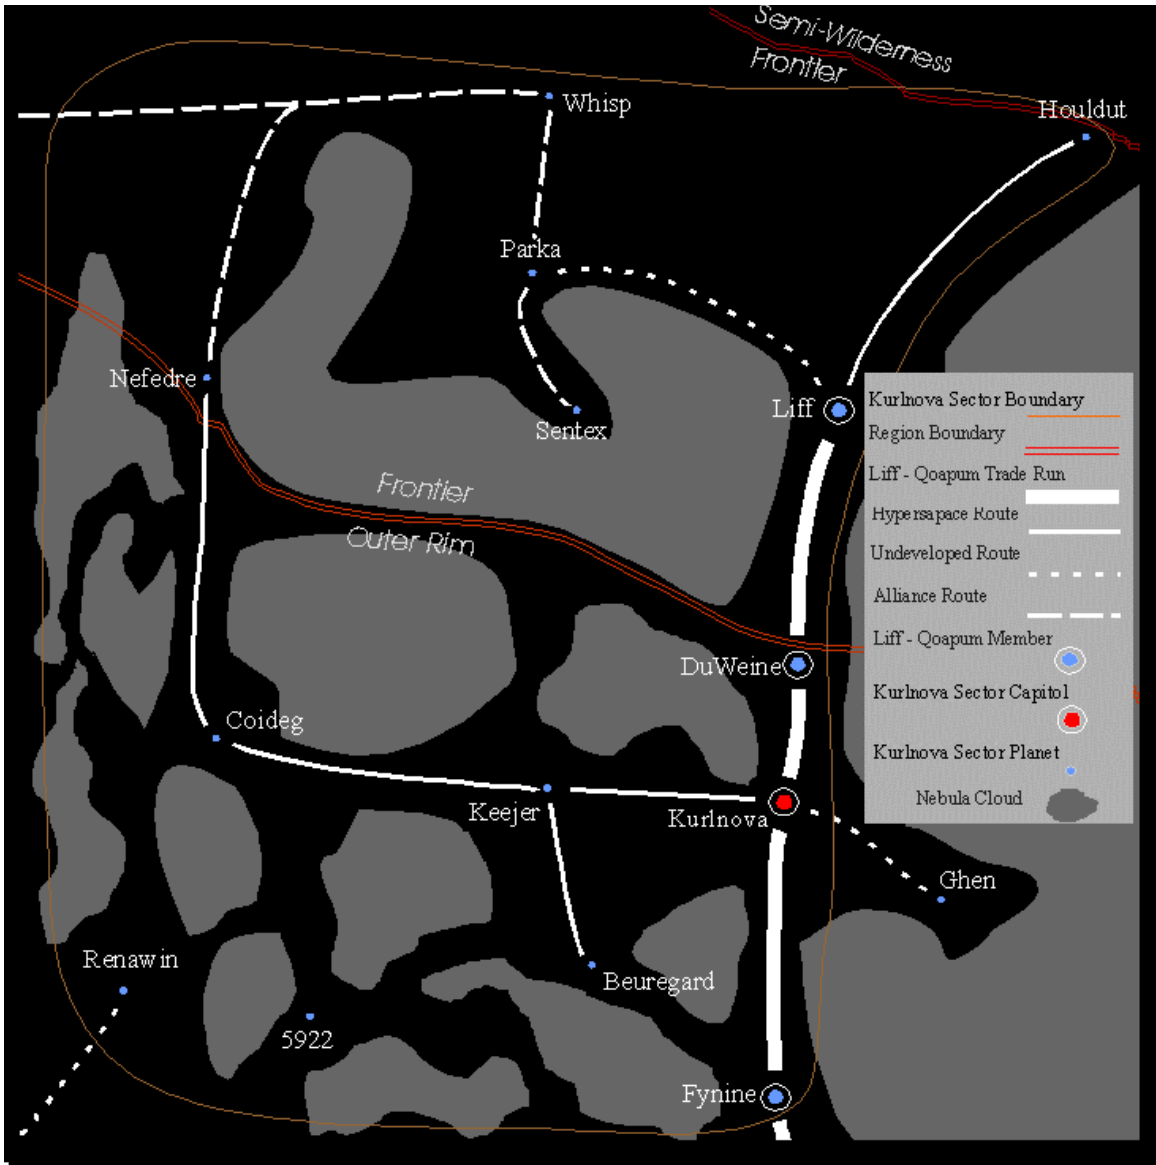 Semi-Wilderness
Frontier
Whisp
Houldut
Parka
Nefedre
Liff
Sentex
Kurlnova Sector Boundary
Region Boundary
Liff - Qoapum Trade Run
Hypersapace Route
Undeveloped Route
Alliance Route
Liff - Qoapum Member
Kurlnova Sector Capitol
Kurlnova Sector Planet
Nebula Cloud
Frontier
Outer Rim
DuWeine
Coideg
Keejer
Kurlnova
Ghen
Renawin
Beuregard
5922
Fynine